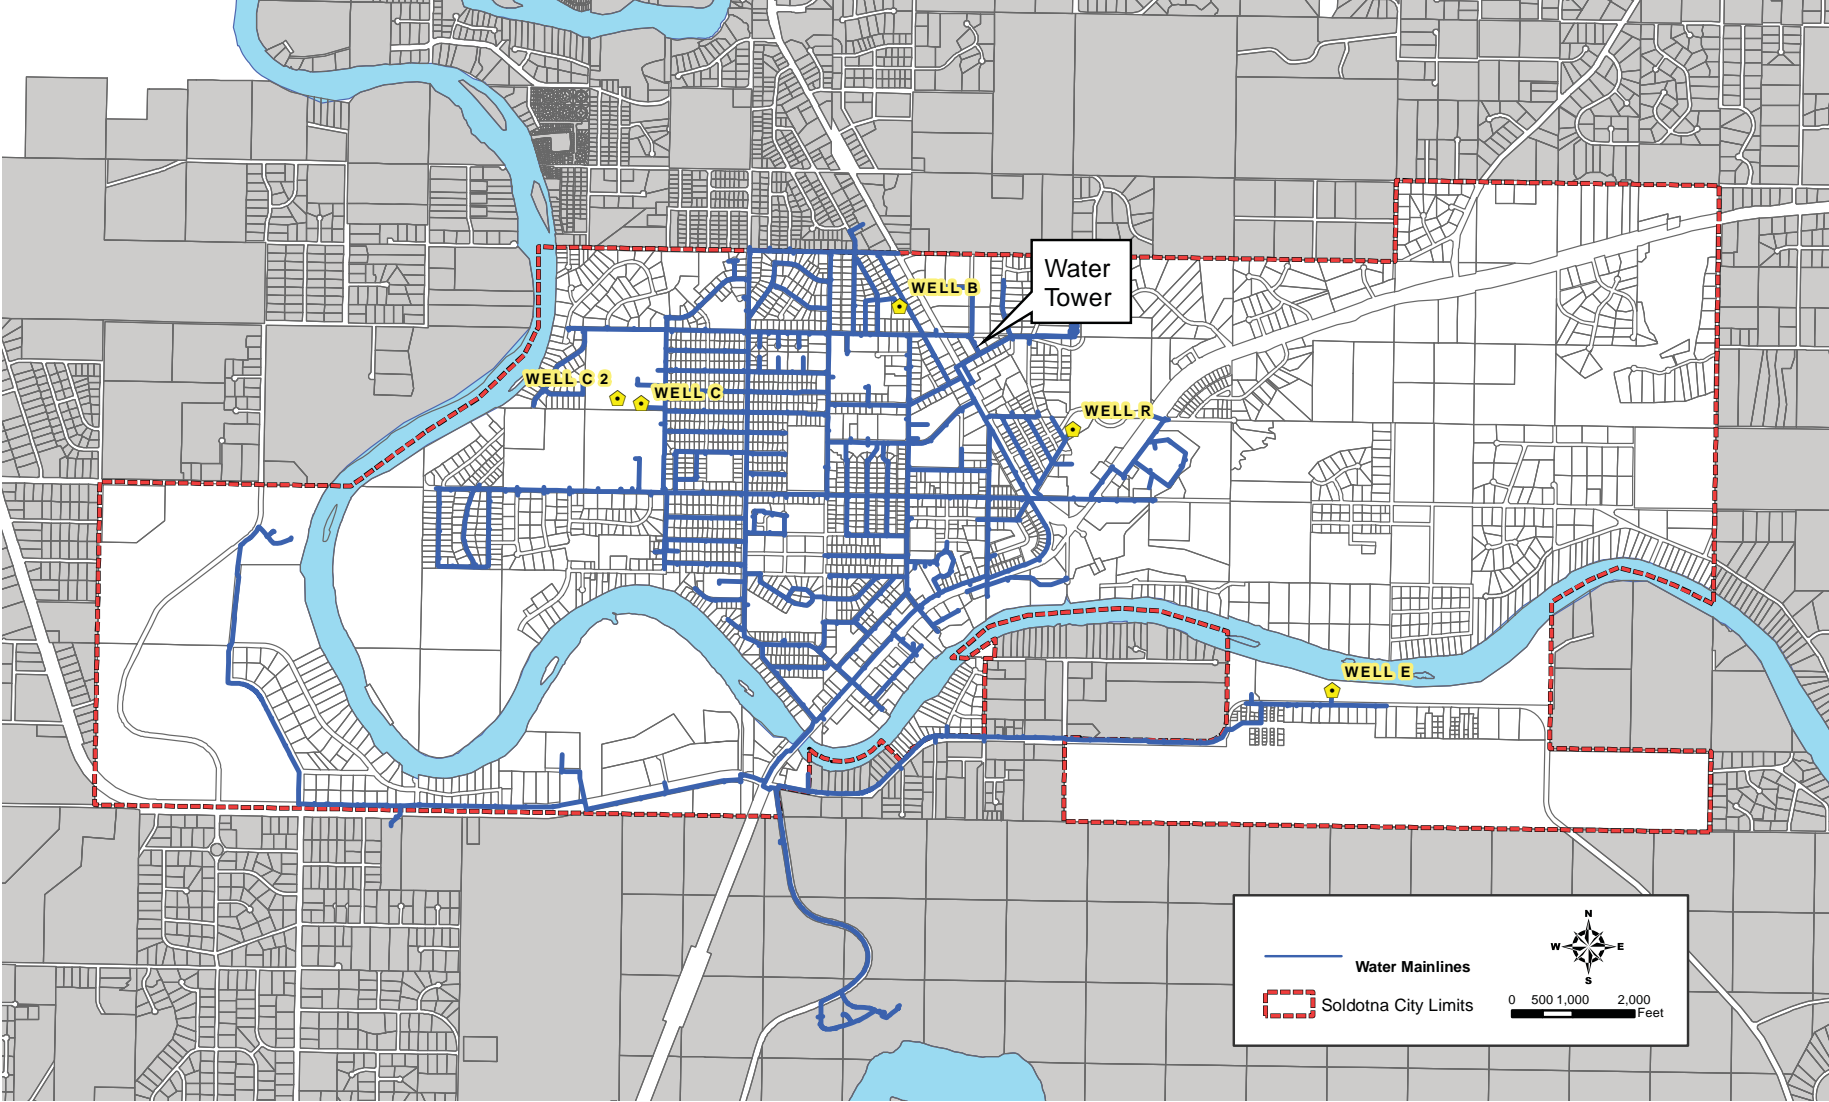 WELL B
Water
Tower
WELL C 2
WELL C
WELL R
WELL E
N
W E
S
Water Mainlines
Soldotna City Limits
0 500 1,000 2,000
Feet